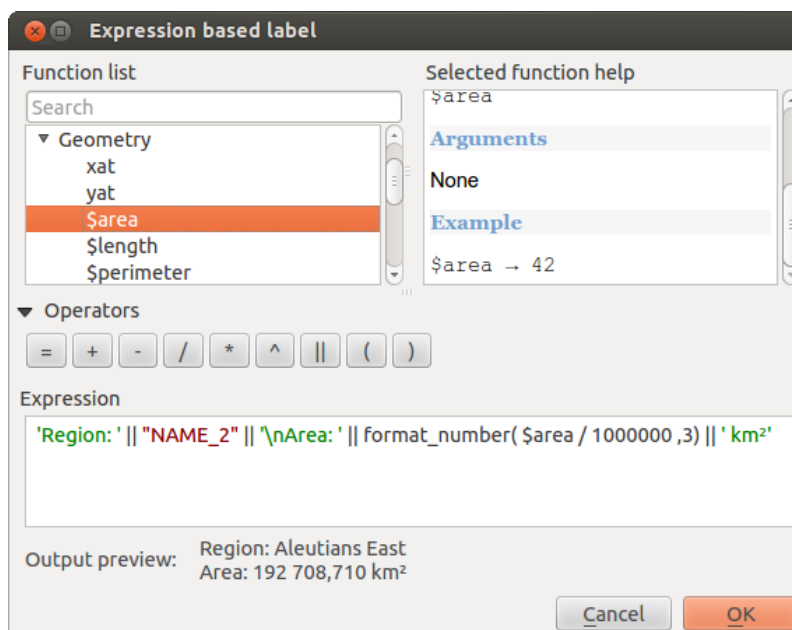 Expression based label
Function list
Search
Geometry
xat
yat
$area
$length
$perimeter
Selected function help
$area
Arguments
None
Example
$area → 42
Operators
= + - / * ^ || ( )
Expression
'Region: ' || "NAME_2" || '\nArea: ' || format_number( $area / 1000000 ,3) || ' km²'
Output preview:
Region: Aleutians East
Area: 192 708,710 km²
Cancel
OK